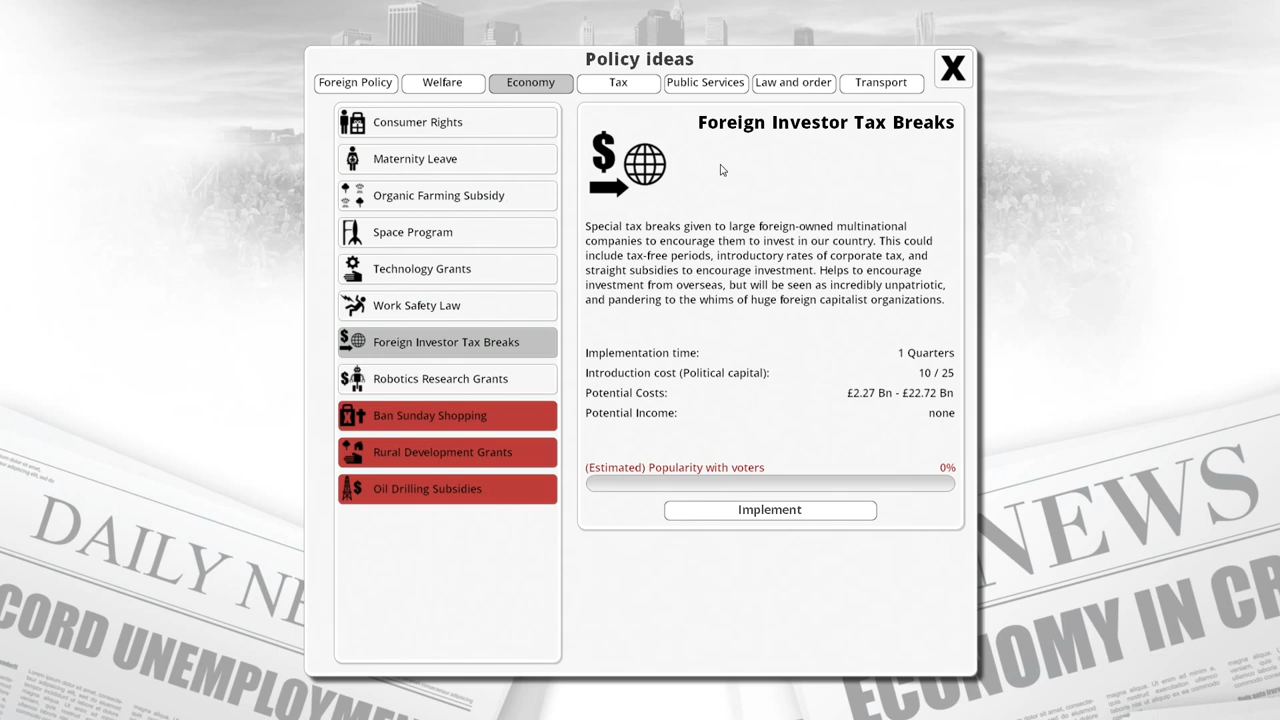 Policy ideas
X
Foreign Policy
Welfare
Economy
Tax
Public Services
Law and order
Transport
Consumer Rights
Maternity Leave
Organic Farming Subsidy
Space Program
Technology Grants
Work Safety Law
Foreign Investor Tax Breaks
Robotics Research Grants
Ban Sunday Shopping
Rural Development Grants
Oil Drilling Subsidies
Foreign Investor Tax Breaks
Special tax breaks given to large foreign-owned multinational
companies to encourage them to invest in our country. This could
include tax-free periods, introductory rates of corporate tax, and
straight subsidies to encourage investment. Helps to encourage
investment from overseas, but will be seen as incredibly unpatriotic,
and pandering to the whims of huge foreign capitalist organizations.
Implementation time: 1 Quarters
Introduction cost (Political capital): 10 / 25
Potential Costs: £2.27 Bn - £22.72 Bn
Potential Income: none
(Estimated) Popularity with voters 0%
Implement
DAILY NE
CORD UNEMPLOYM
NEWS
ECONOMY IN CR